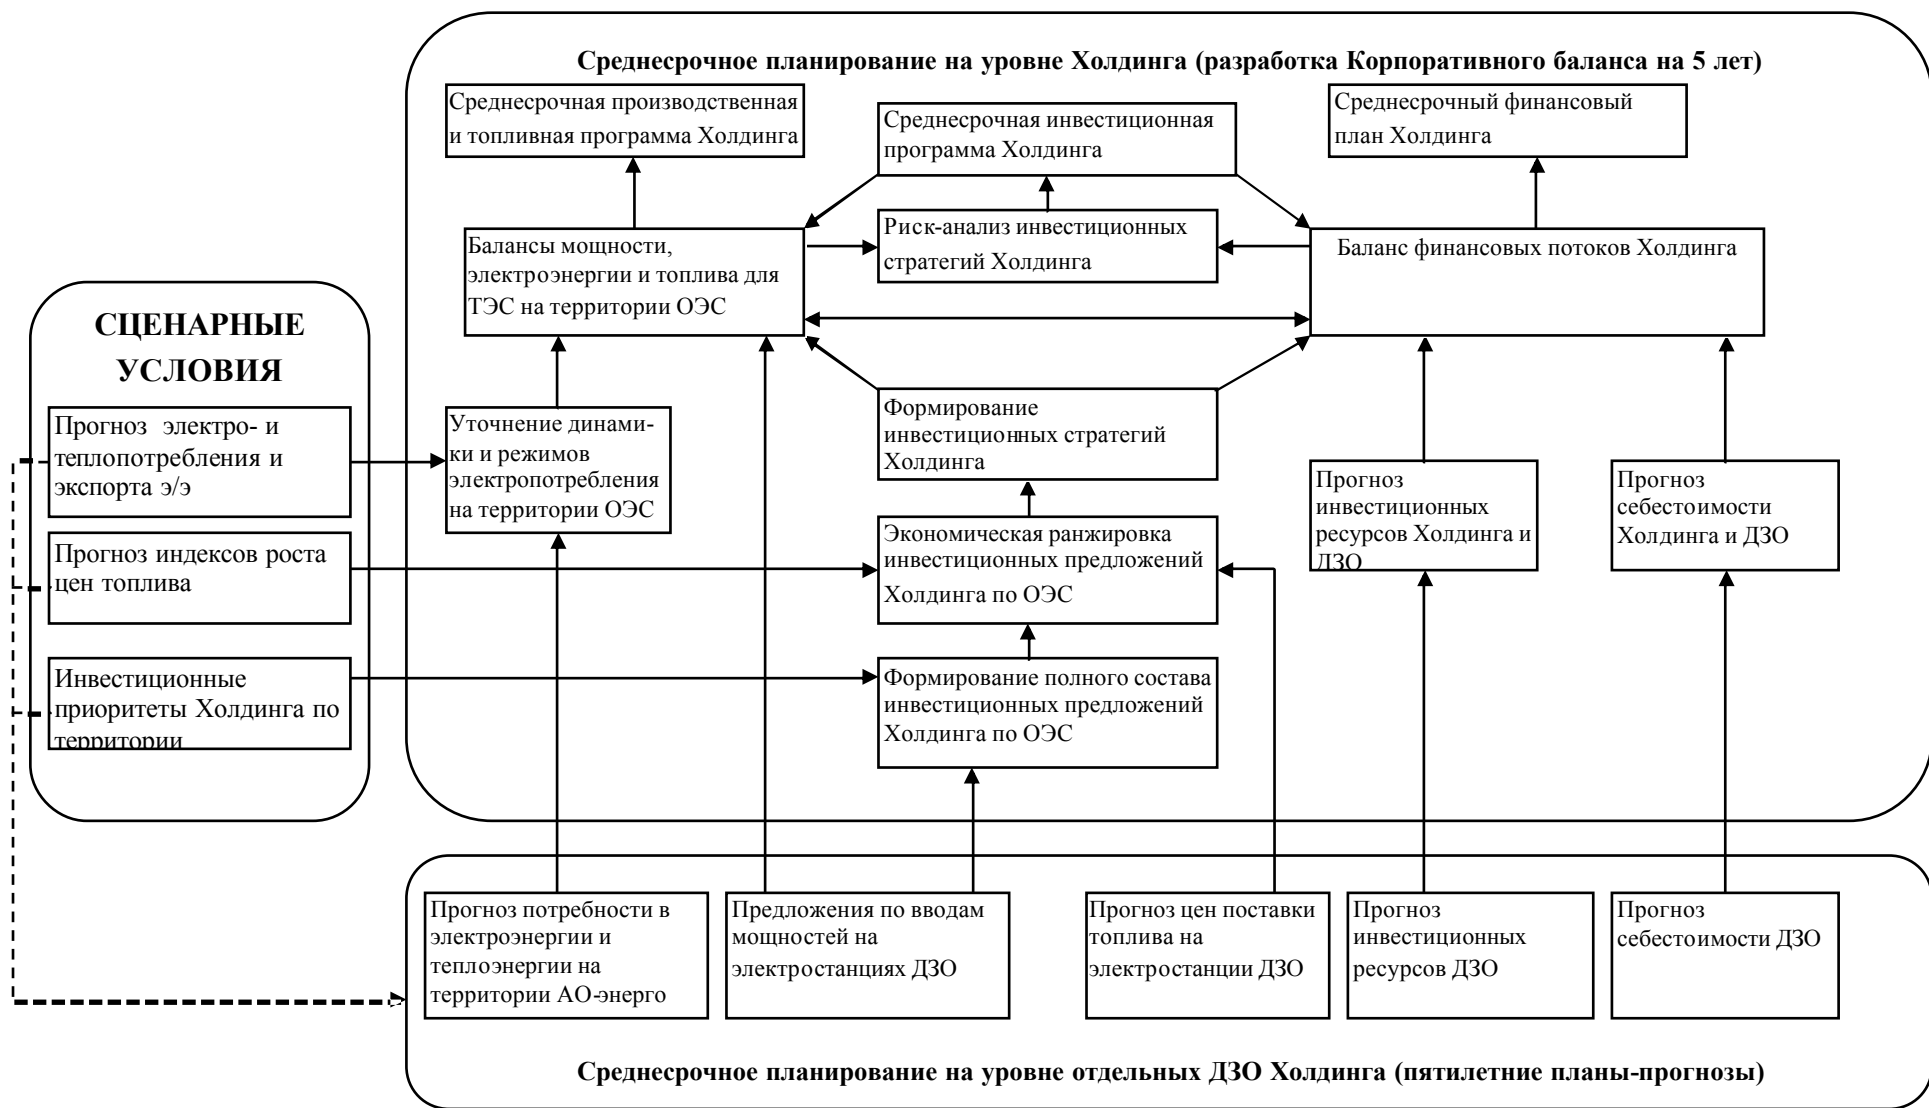 Среднесрочное планирование на уровне Холдинга (разработка Корпоративного баланса на 5 лет)
Среднесрочная производственная
и топливная программа Холдинга
Среднесрочная инвестиционная
программа Холдинга
Среднесрочный финансовый
план Холдинга
Балансы мощности,
электроэнергии и топлива для
ТЭС на территории ОЭС
Риск-анализ инвестиционных
стратегий Холдинга
Баланс финансовых потоков Холдинга
СЦЕНАРНЫЕ
УСЛОВИЯ
Прогноз электро- и
теплопотребления и
экспорта э/э
Прогноз индексов роста
цен топлива
Инвестиционные
приоритеты Холдинга по
территории
Уточнение динами-
ки и режимов
электропотребления
на территории ОЭС
Формирование
инвестиционных стратегий
Холдинга
Экономическая ранжировка
инвестиционных предложений
Холдинга по ОЭС
Формирование полного состава
инвестиционных предложений
Холдинга по ОЭС
Прогноз
инвестиционных
ресурсов Холдинга и
ДЗО
Прогноз
себестоимости
Холдинга и ДЗО
Прогноз потребности в
электроэнергии и
теплоэнергии на
территории АО-энерго
Предложения по вводам
мощностей на
электростанциях ДЗО
Прогноз цен поставки
топлива на
электростанции ДЗО
Прогноз
инвестиционных
ресурсов ДЗО
Прогноз
себестоимости ДЗО
Среднесрочное планирование на уровне отдельных ДЗО Холдинга (пятилетние планы-прогнозы)